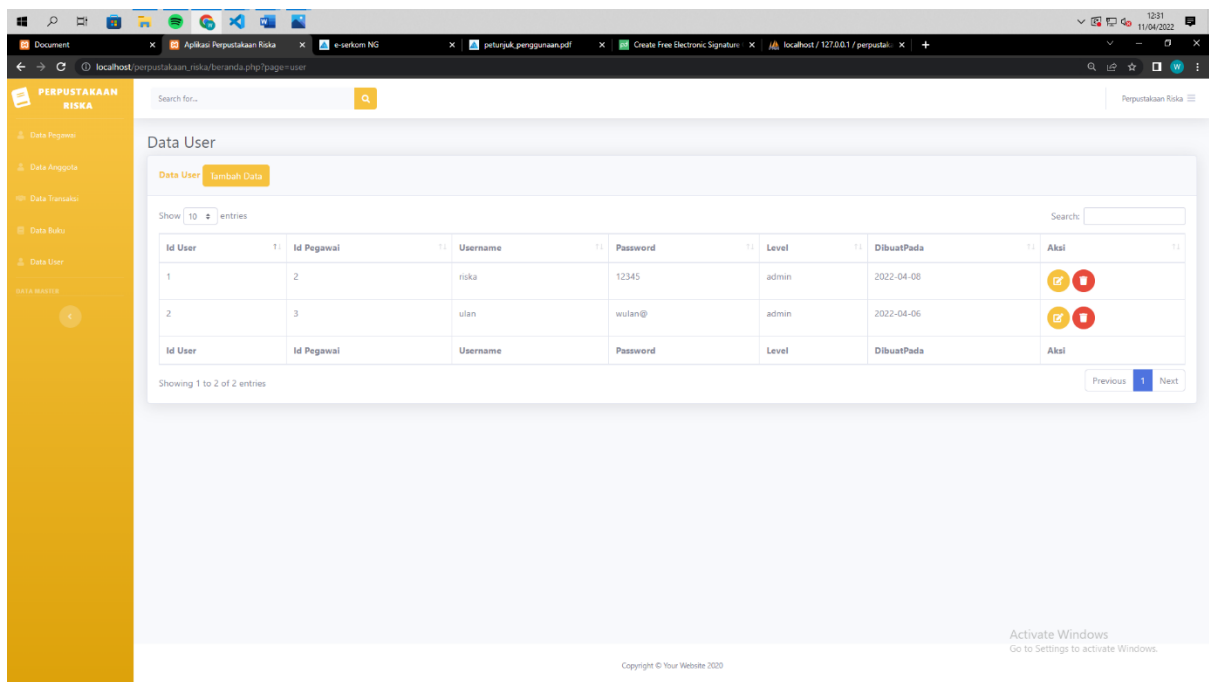 12:31
11/04/2022
Document
Aplikasi Perpustakaan Riska
e-serkom NG
petunjuk_penggunaan.pdf
Create Free Electronic Signature
localhost / 127.0.0.1 / perpustak
localhost/perpustakaan_riska/beranda.php?page=user
W
PERPUSTAKAAN
RISKA
Search for...
Perpustakaan Riska
Data Pegawai
Data Anggota
Data Transaksi
Data Buku
Data User
DATA MASTER
Data User
Data User Tambah Data
Show 10 entries
Search:
Id User Id Pegawai Username Password Level DibuatPada Aksi
1 2 riska 12345 admin 2022-04-08
2 3 ulan wulan@ admin 2022-04-06
Id User Id Pegawai Username Password Level DibuatPada Aksi
Showing 1 to 2 of 2 entries
Previous 1 Next
Activate Windows
Go to Settings to activate Windows.
Copyright © Your Website 2020